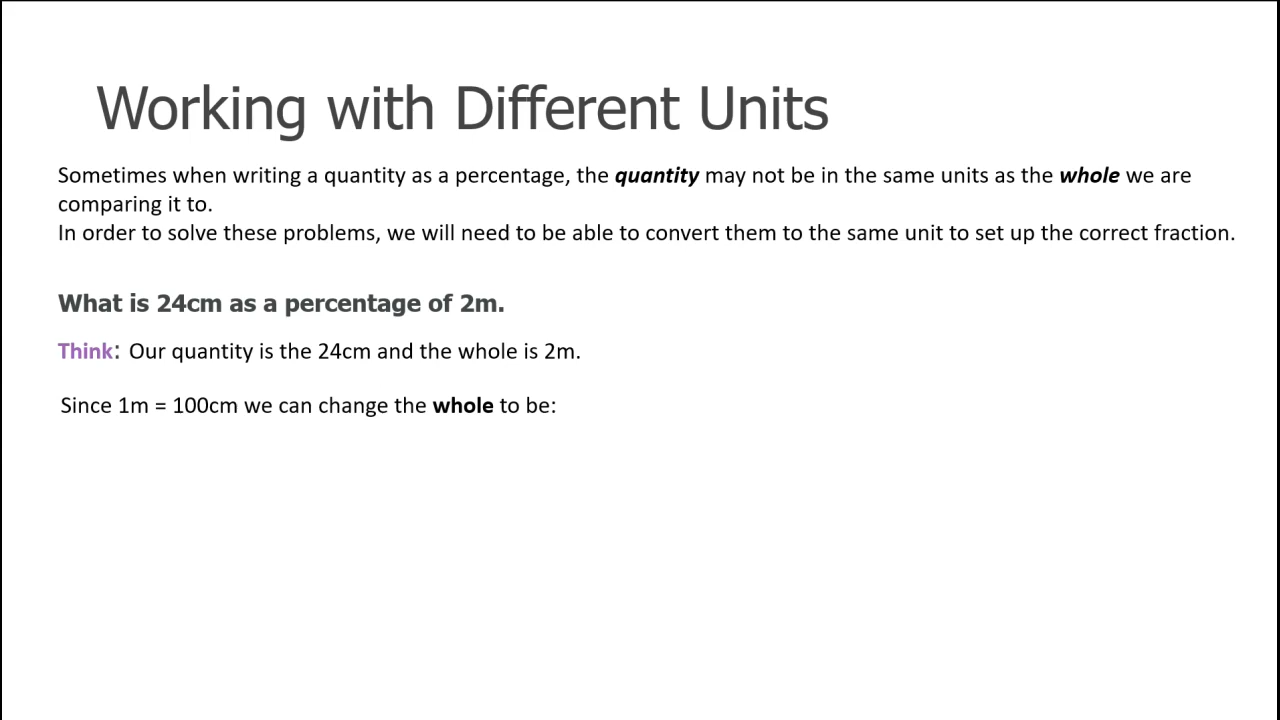 Working with Different Units
Sometimes when writing a quantity as a percentage, the quantity may not be in the same units as the whole we are
comparing it to.
In order to solve these problems, we will need to be able to convert them to the same unit to set up the correct fraction.
What is 24cm as a percentage of 2m.
Think: Our quantity is the 24cm and the whole is 2m.
Since 1m = 100cm we can change the whole to be: